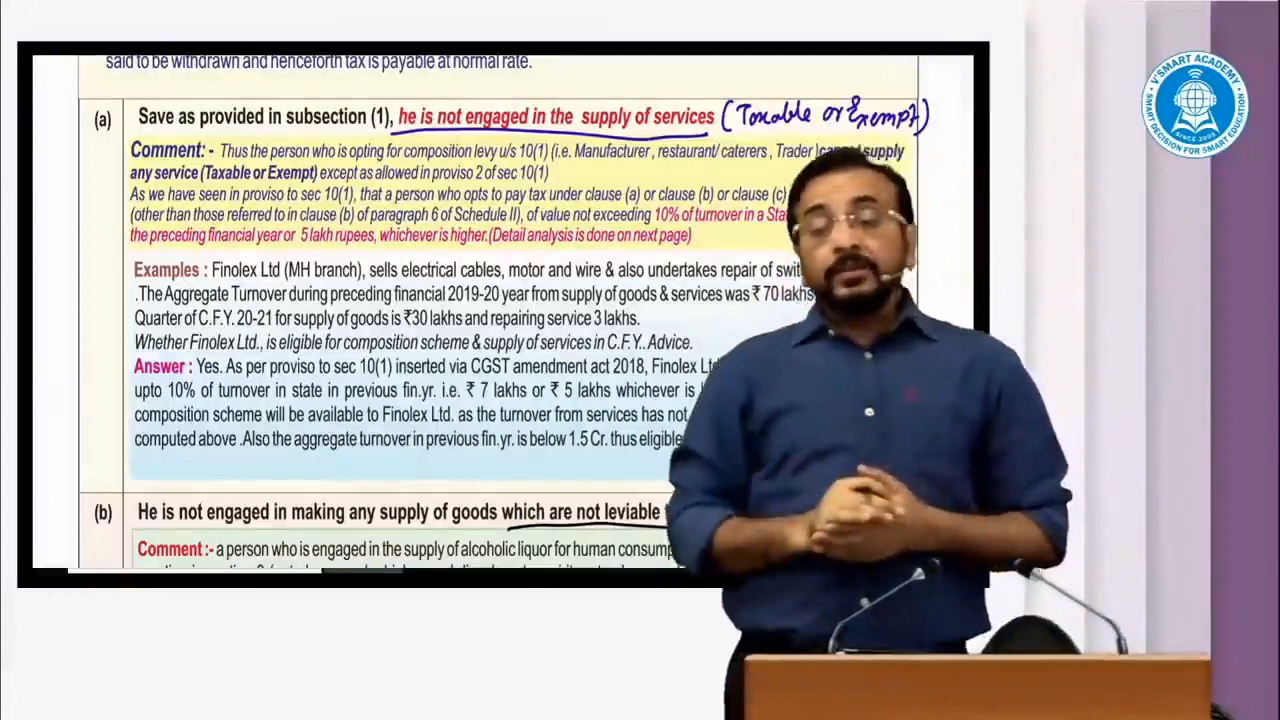 said to be withdrawn and henceforth tax is payable at normal rate.
(a) Save as provided in subsection (1), he is not engaged in the supply of services (Taxable or Exempt)
Comment: - Thus the person who is opting for composition levy u/s 10(1) (i.e. Manufacturer , restaurant/ caterers , Trader ) supply
any service (Taxable or Exempt) except as allowed in proviso 2 of sec 10(1)
As we have seen in proviso to sec 10(1), that a person who opts to pay tax under clause (a) or clause (b) or clause (c)
(other than those referred to in clause (b) of paragraph 6 of Schedule II), of value not exceeding 10% of turnover in a
the preceding financial year or 5 lakh rupees, whichever is higher.(Detail analysis is done on next page)
Examples : Finolex Ltd (MH branch), sells electrical cables, motor and wire & also undertakes repair of
.The Aggregate Turnover during preceding financial 2019-20 year from supply of goods & services was ₹ 70 lakhs
Quarter of C.F.Y. 20-21 for supply of goods is ₹30 lakhs and repairing service 3 lakhs.
Whether Finolex Ltd., is eligible for composition scheme & supply of services in C.F.Y. Advice.
Answer : Yes. As per proviso to sec 10(1) inserted via CGST amendment act 2018, Finolex
upto 10% of turnover in state in previous fin.yr. i.e. ₹ 7 lakhs or ₹ 5 lakhs whichever is
composition scheme will be available to Finolex Ltd. as the turnover from services has not
computed above .Also the aggregate turnover in previous fin.yr. is below 1.5 Cr. thus eligible
(b) He is not engaged in making any supply of goods which are not leviable
Comment :- a person who is engaged in the supply of alcoholic liquor for human
V'SMART ACADEMY
SINCE 2003
SMART DECISION FOR SMART EDUCATION